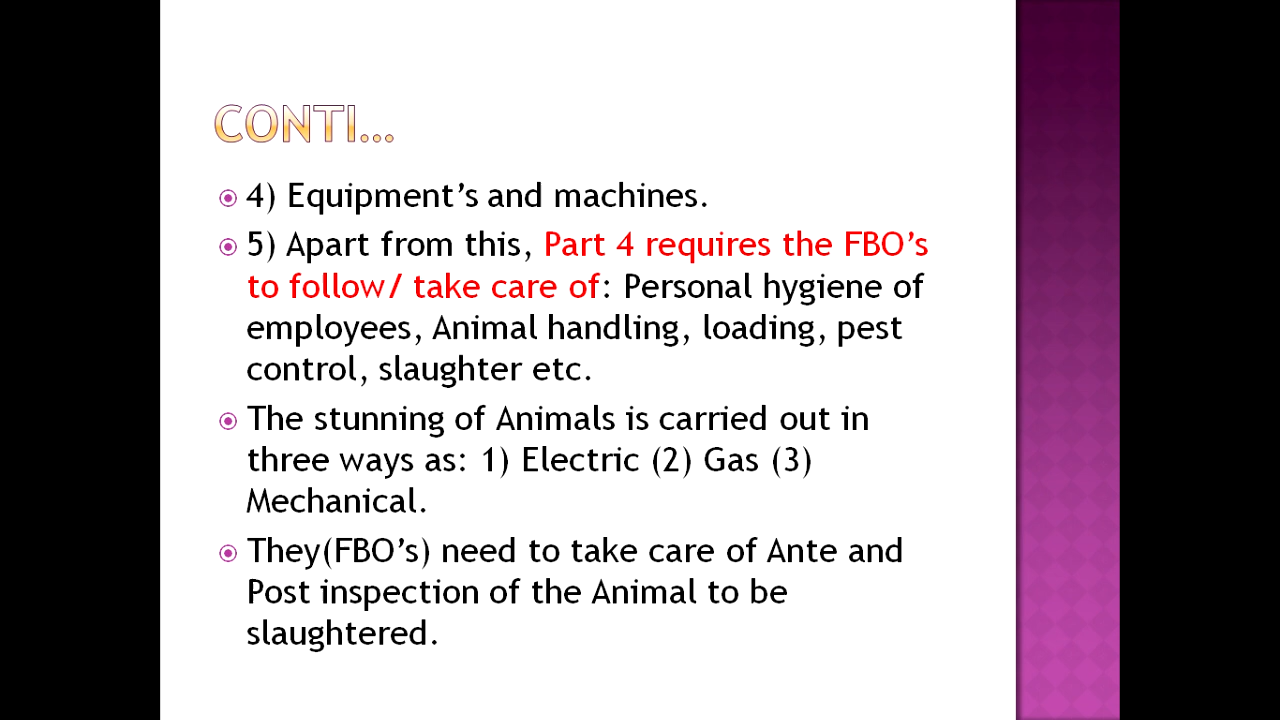 CONTI…
4) Equipment’s and machines.
5) Apart from this, Part 4 requires the FBO’s
to follow/ take care of: Personal hygiene of
employees, Animal handling, loading, pest
control, slaughter etc.
The stunning of Animals is carried out in
three ways as: 1) Electric (2) Gas (3)
Mechanical.
They(FBO’s) need to take care of Ante and
Post inspection of the Animal to be
slaughtered.